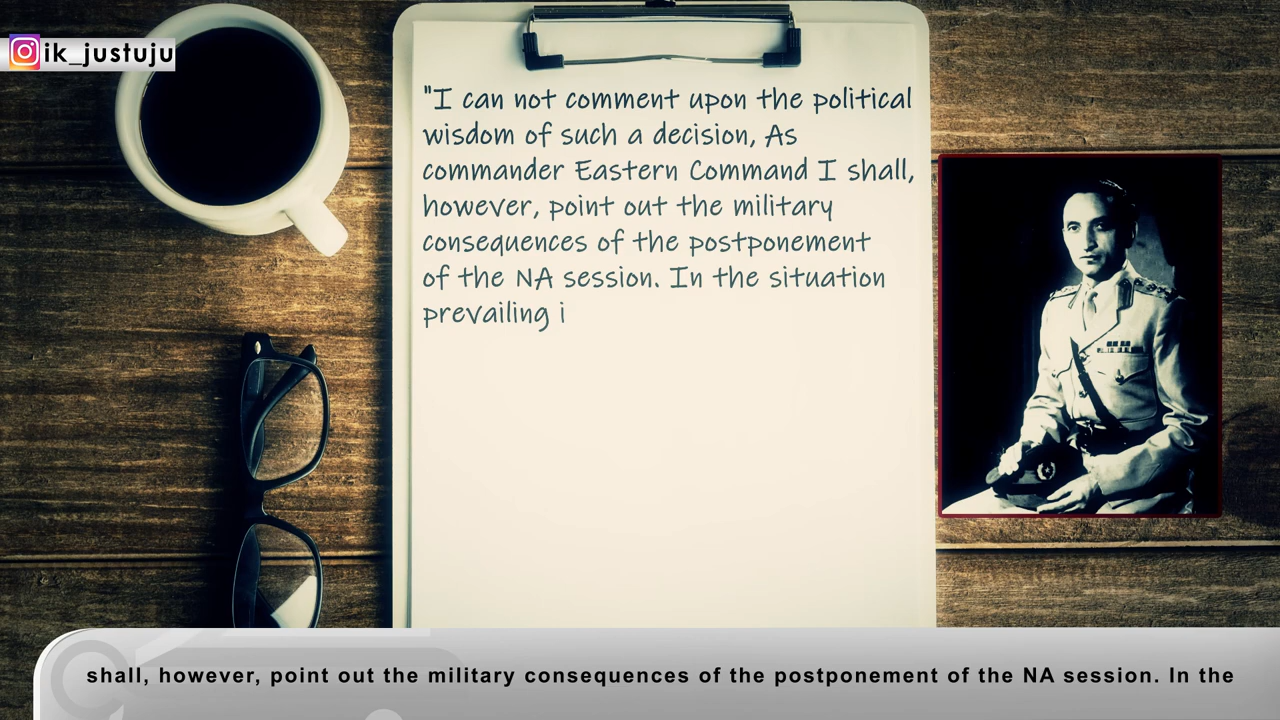 ik_justuju
"I can not comment upon the political
wisdom of such a decision, As
commander Eastern Command I shall,
however, point out the military
consequences of the postponement
of the NA session. In the situation
prevailing i
shall, however, point out the military consequences of the postponement of the NA session. In the